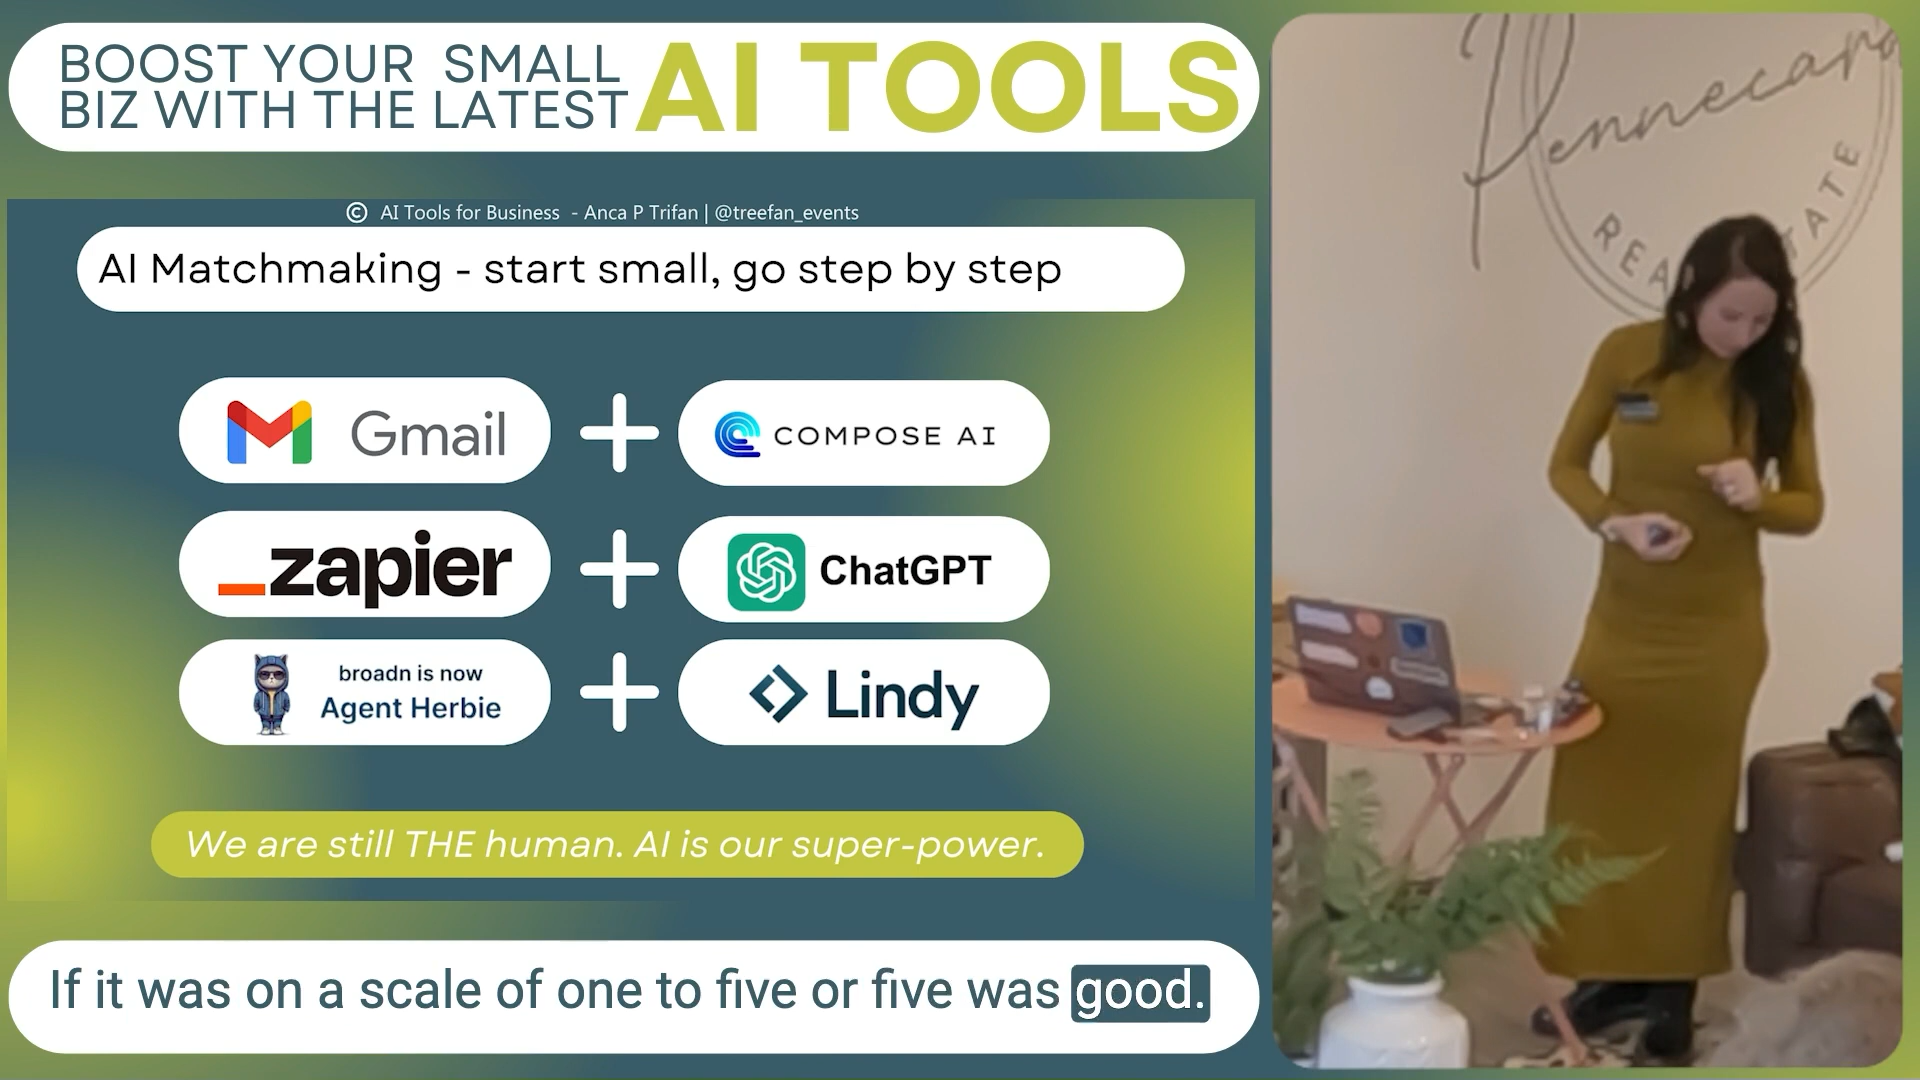 BOOST YOUR SMALL
BIZ WITH THE LATEST
AI TOOLS
© AI Tools for Business - Anca P Trifan | @treefan_events
AI Matchmaking - start small, go step by step
Gmail
COMPOSE AI
_zapier
ChatGPT
broadn is now
Agent Herbie
Lindy
We are still THE human. AI is our super-power.
If it was on a scale of one to five or five was good.
Pennecard
REAL ESTATE